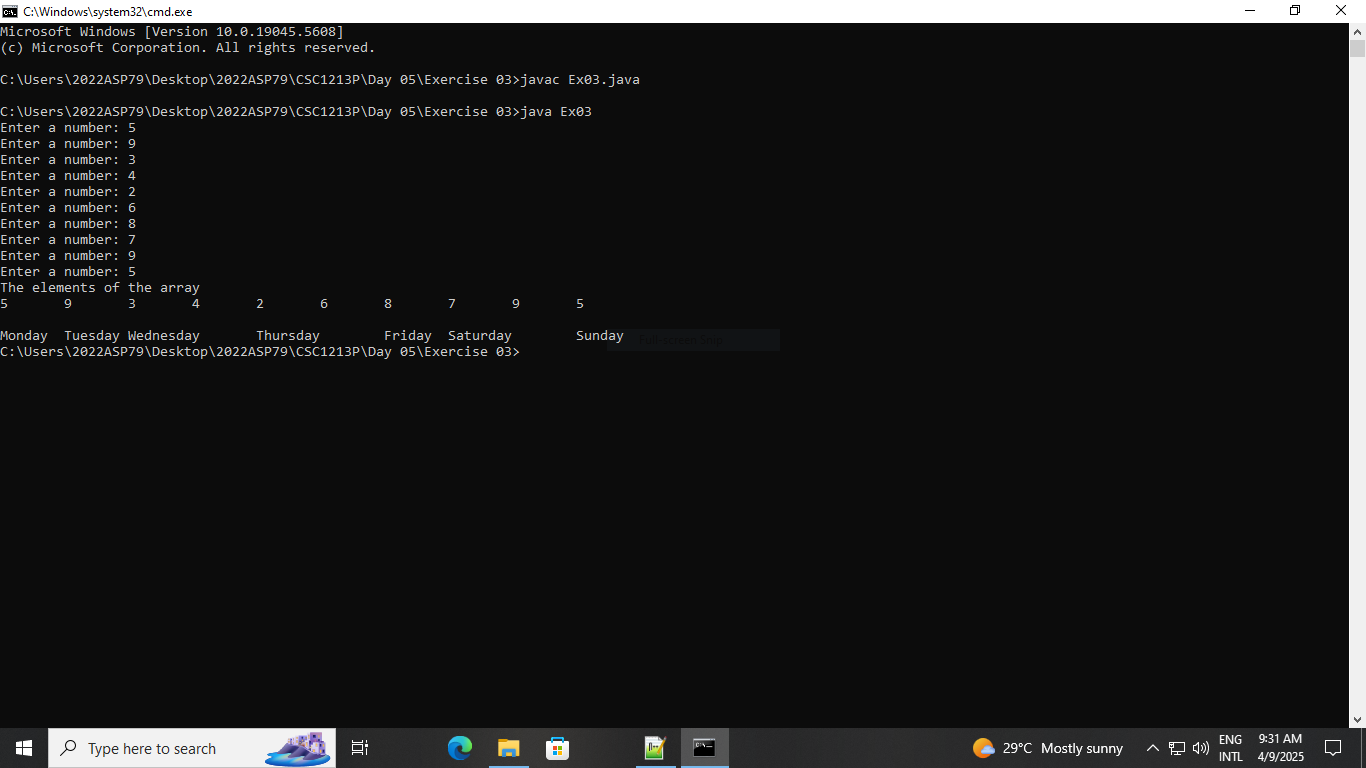 C:\Windows\system32\cmd.exe
Microsoft Windows [Version 10.0.19045.5608]
(c) Microsoft Corporation. All rights reserved.
C:\Users\2022ASP79\Desktop\2022ASP79\CSC1213P\Day 05\Exercise 03>javac Ex03.java
C:\Users\2022ASP79\Desktop\2022ASP79\CSC1213P\Day 05\Exercise 03>java Ex03
Enter a number: 5
Enter a number: 9
Enter a number: 3
Enter a number: 4
Enter a number: 2
Enter a number: 6
Enter a number: 8
Enter a number: 7
Enter a number: 9
Enter a number: 5
The elements of the array
5 9 3 4 2 6 8 7 9 5
Monday Tuesday Wednesday Thursday Friday Saturday Sunday
Full-screen Snip
C:\Users\2022ASP79\Desktop\2022ASP79\CSC1213P\Day 05\Exercise 03>
Type here to search
29°C Mostly sunny
ENG
INTL
9:31 AM
4/9/2025